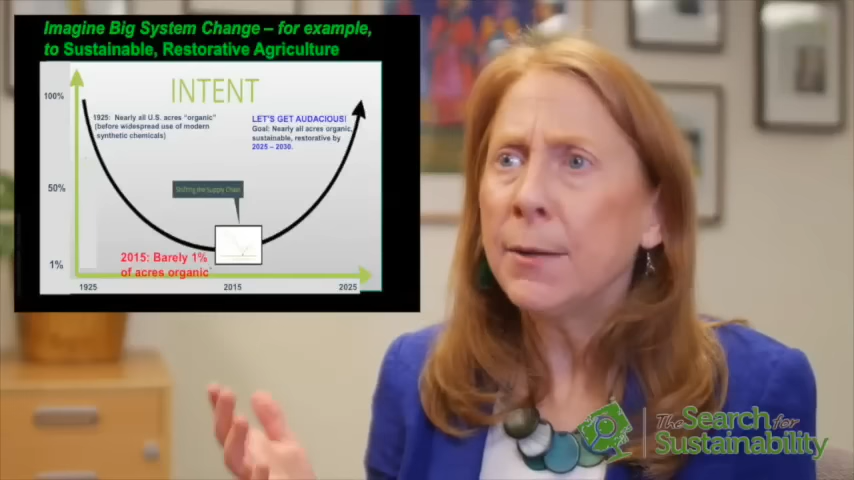 Imagine Big System Change – for example,
to Sustainable, Restorative Agriculture
INTENT
100%
1925: Nearly all U.S. acres "organic"
(before widespread use of modern
synthetic chemicals)
LET'S GET AUDACIOUS!
Goal: Nearly all acres organic,
sustainable, restorative by
2025 – 2030.
50%
Shifting the Supply Chain
2015: Barely 1%
of acres organic
1%
1925
2015
2025
The Search for
Sustainability